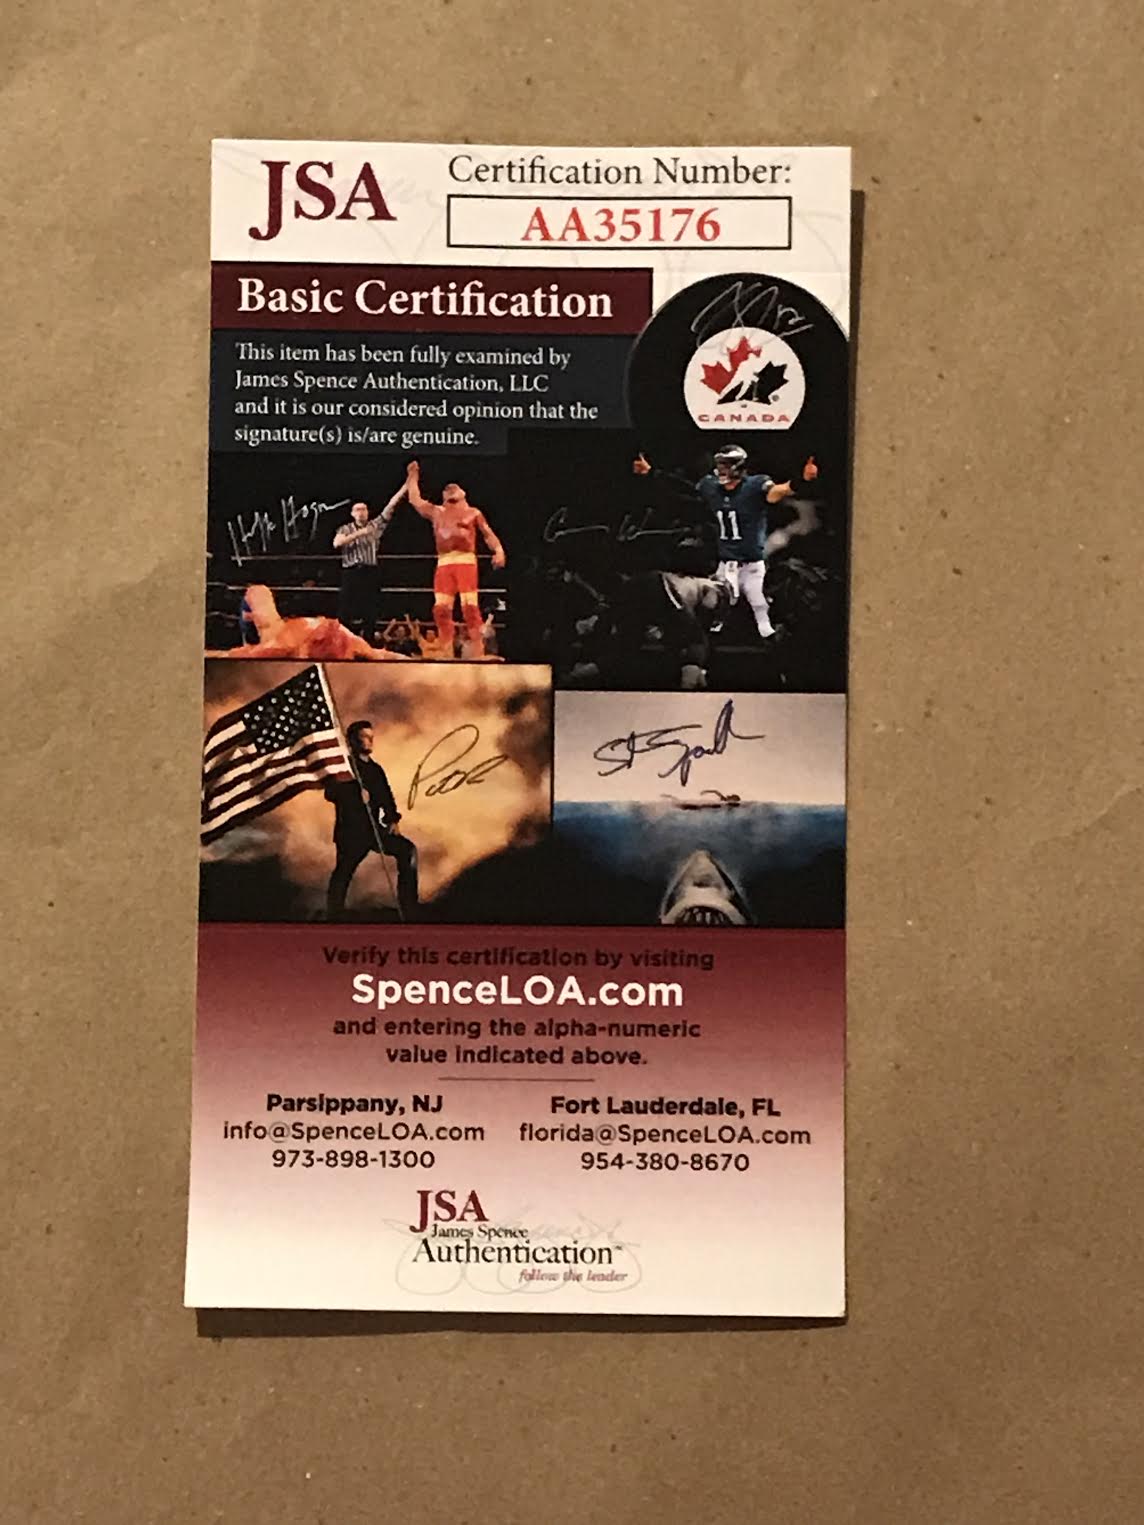 JSA
Certification Number:
AA35176
Basic Certification
This item has been fully examined by
James Spence Authentication, LLC
and it is our considered opinion that the
signature(s) is/are genuine.
CANADA
11
Verify this certification by visiting
SpenceLOA.com
and entering the alpha-numeric
value indicated above.
Parsippany, NJ
info@SpenceLOA.com
973-898-1300
Fort Lauderdale, FL
florida@SpenceLOA.com
954-380-8670
JSA
James Spence
Authentication™
follow the leader